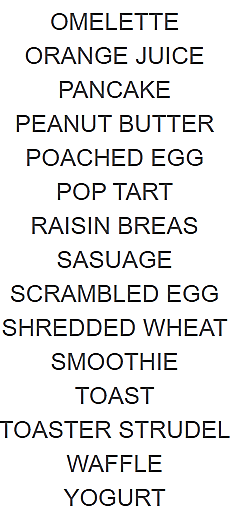 OMELETTE
ORANGE JUICE
PANCAKE
PEANUT BUTTER
POACHED EGG
POP TART
RAISIN BREAS
SASUAGE
SCRAMBLED EGG
SHREDDED WHEAT
SMOOTHIE
TOAST
TOASTER STRUDEL
WAFFLE
YOGURT